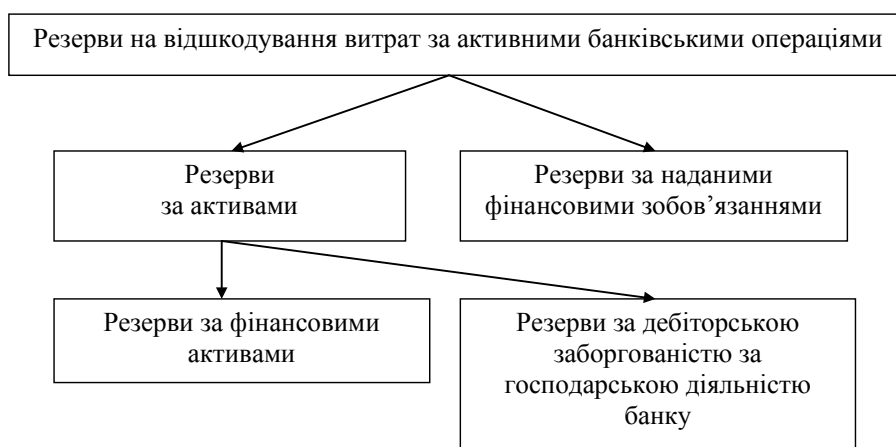 Резерви на відшкодування витрат за активними банківськими операціями
Резерви
за активами
Резерви за наданими
фінансовими зобов’язаннями
Резерви за фінансовими
активами
Резерви за дебіторською
заборгованістю за
господарською діяльністю
банку